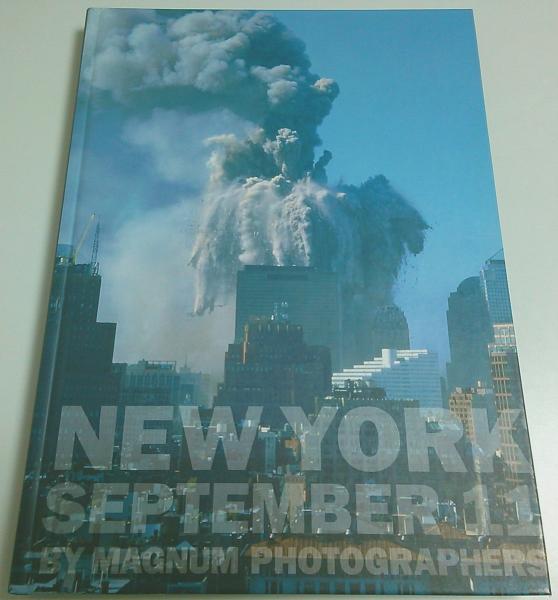 NEW YORK
SEPTEMBER 11
BY MAGNUM PHOTOGRAPHERS